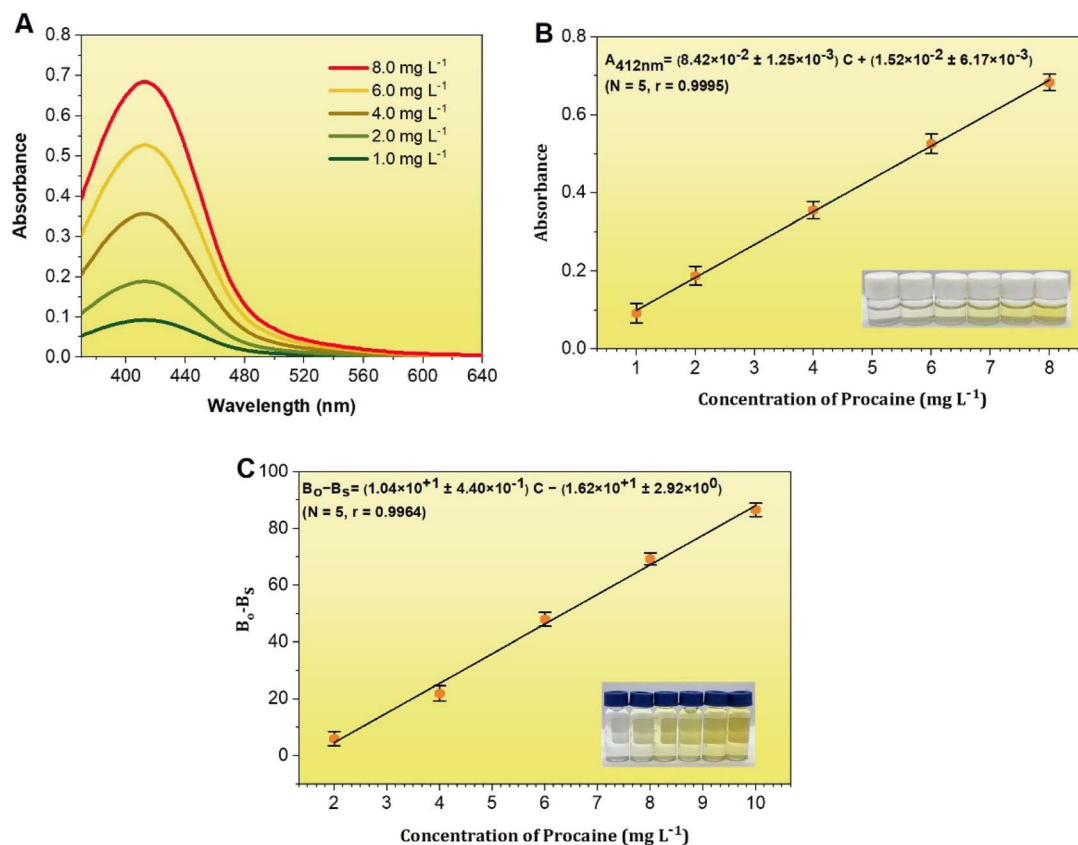 A
0.8
0.7
0.6
0.5
0.4
0.3
0.2
0.1
0.0
Absorbance
8.0 mg L⁻¹
6.0 mg L⁻¹
4.0 mg L⁻¹
2.0 mg L⁻¹
1.0 mg L⁻¹
400 440 480 520 560 600 640
Wavelength (nm)
B
0.8
0.6
0.4
0.2
0.0
Absorbance
A412nm= (8.42×10⁻² ± 1.25×10⁻³) C + (1.52×10⁻² ± 6.17×10⁻³)
(N = 5, r = 0.9995)
1 2 3 4 5 6 7 8
Concentration of Procaine (mg L⁻¹)
C
100
80
60
40
20
0
Bo-BS
BO−BS= (1.04×10⁺¹ ± 4.40×10⁻¹) C − (1.62×10⁺¹ ± 2.92×10⁰)
(N = 5, r = 0.9964)
2 3 4 5 6 7 8 9 10
Concentration of Procaine (mg L⁻¹)